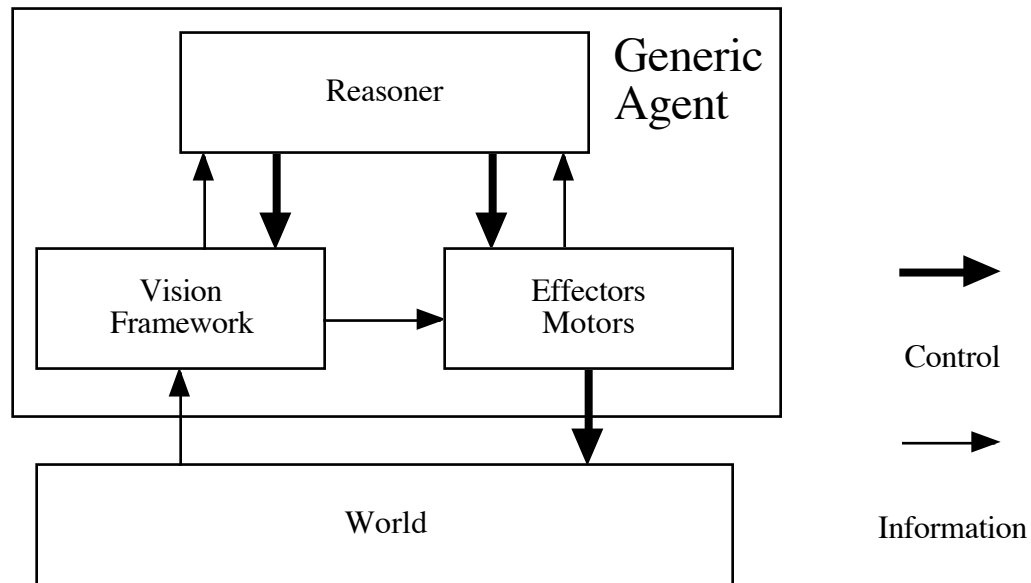 Generic
Agent
Reasoner
Vision
Framework
Effectors
Motors
Control
World
Information